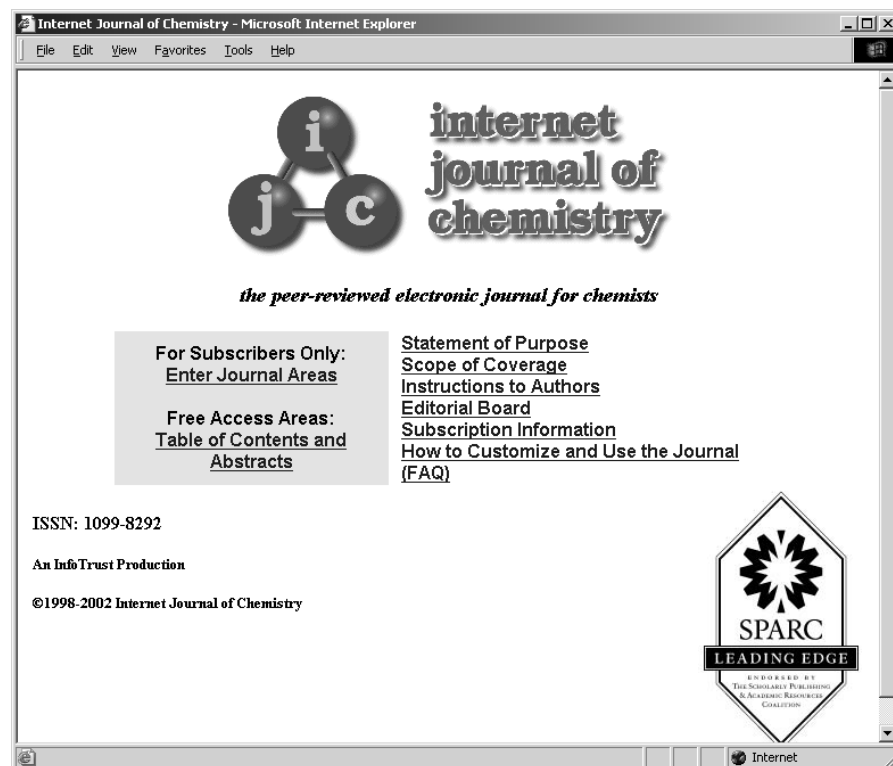 Internet Journal of Chemistry - Microsoft Internet Explorer
File Edit View Favorites Tools Help
i
j c
internet
journal of
chemistry
the peer-reviewed electronic journal for chemists
For Subscribers Only:
Enter Journal Areas
Free Access Areas:
Table of Contents and
Abstracts
Statement of Purpose
Scope of Coverage
Instructions to Authors
Editorial Board
Subscription Information
How to Customize and Use the Journal
(FAQ)
ISSN: 1099-8292
An InfoTrust Production
©1998-2002 Internet Journal of Chemistry
SPARC
LEADING EDGE
ENDORSED BY
THE SCHOLARLY PUBLISHING
& ACADEMIC RESOURCES
COALITION
Internet